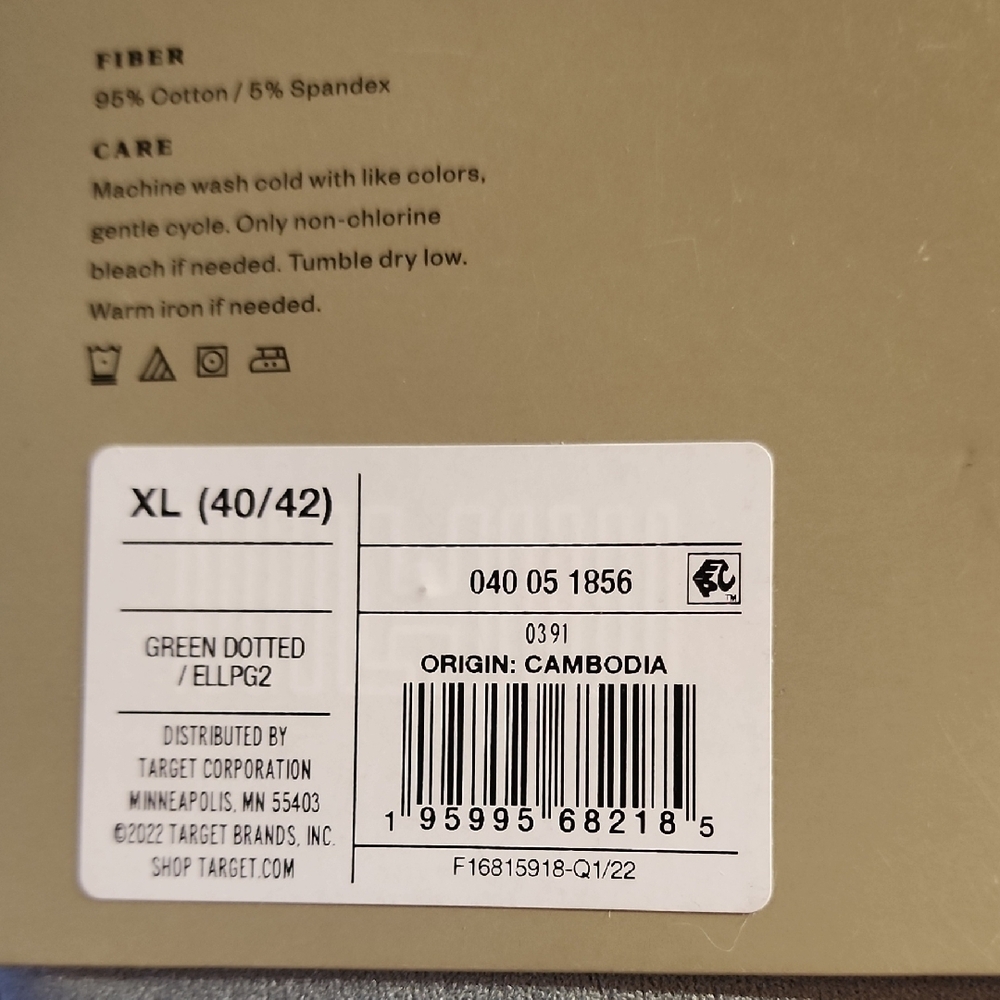 FIBER
95% Cotton / 5% Spandex
CARE
Machine wash cold with like colors,
gentle cycle. Only non-chlorine
bleach if needed. Tumble dry low.
Warm iron if needed.
XL (40/42)
GREEN DOTTED
/ ELLPG2
DISTRIBUTED BY
TARGET CORPORATION
MINNEAPOLIS, MN 55403
©2022 TARGET BRANDS, INC.
SHOP TARGET.COM
040 05 1856
TM
0391
ORIGIN: CAMBODIA
1 95995 68218 5
F16815918-Q1/22